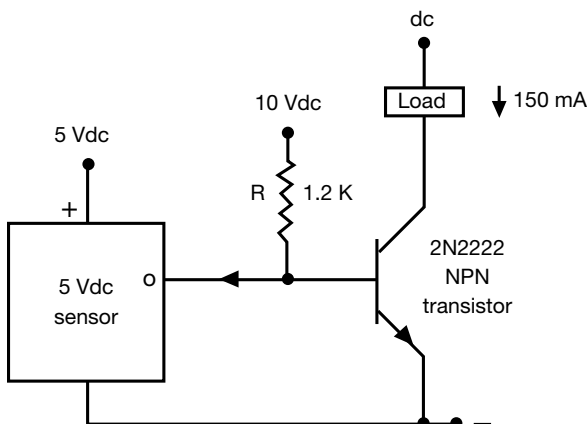 dc
Load
150 mA
10 Vdc
5 Vdc
R 1.2 K
+
o
5 Vdc
sensor
2N2222
NPN
transistor
–